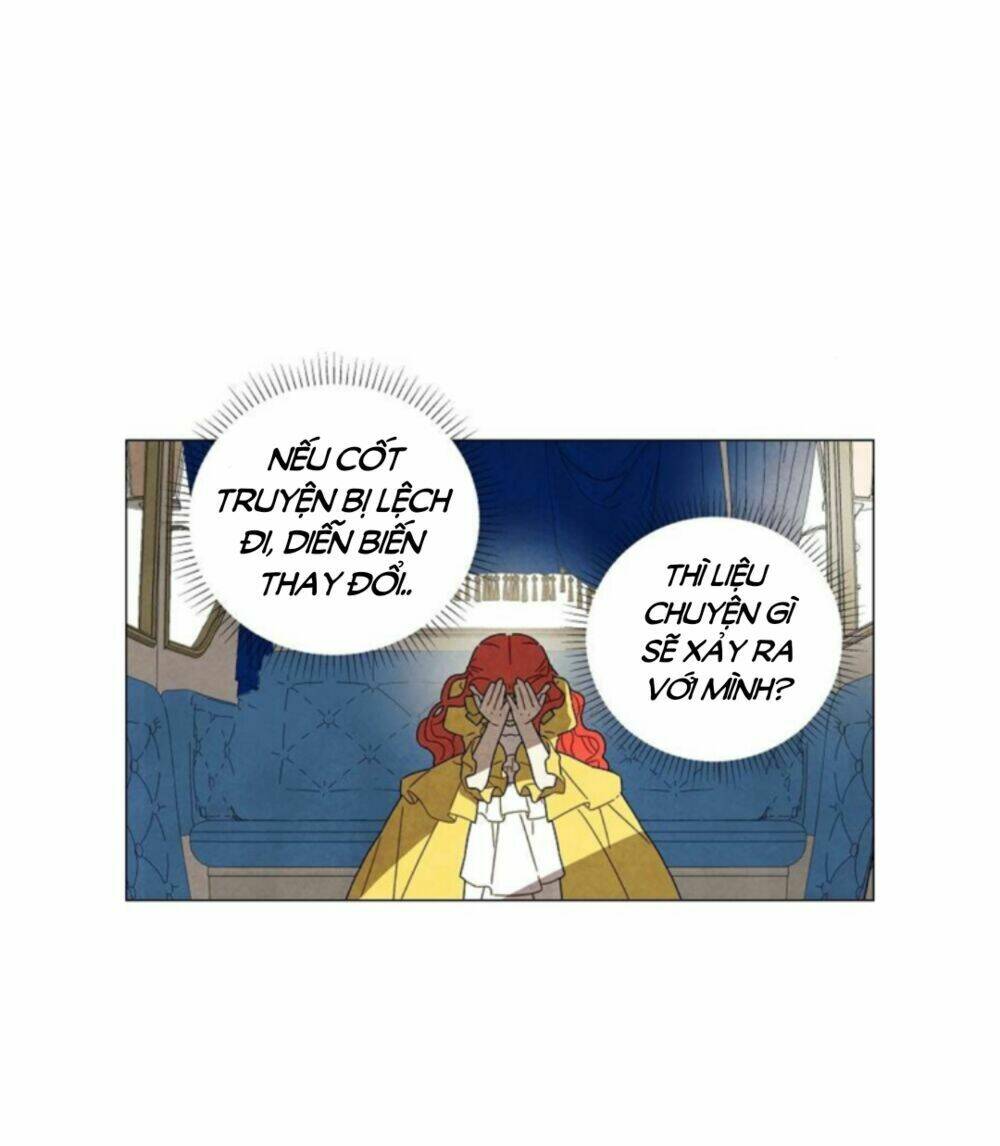 NẾU CỐT
TRUYỆN BỊ LỆCH
ĐI, DIỄN BIẾN
THAY ĐỔI..
THÌ LIỆU
CHUYỆN GÌ
SẼ XẢY RA
VỚI MÌNH?